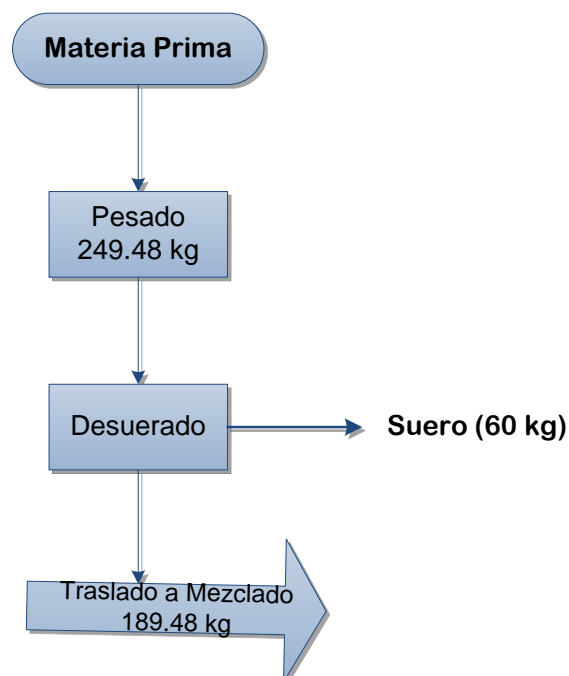 Materia Prima
Pesado
249.48 kg
Desuerado
Suero (60 kg)
Traslado a Mezclado
189.48 kg